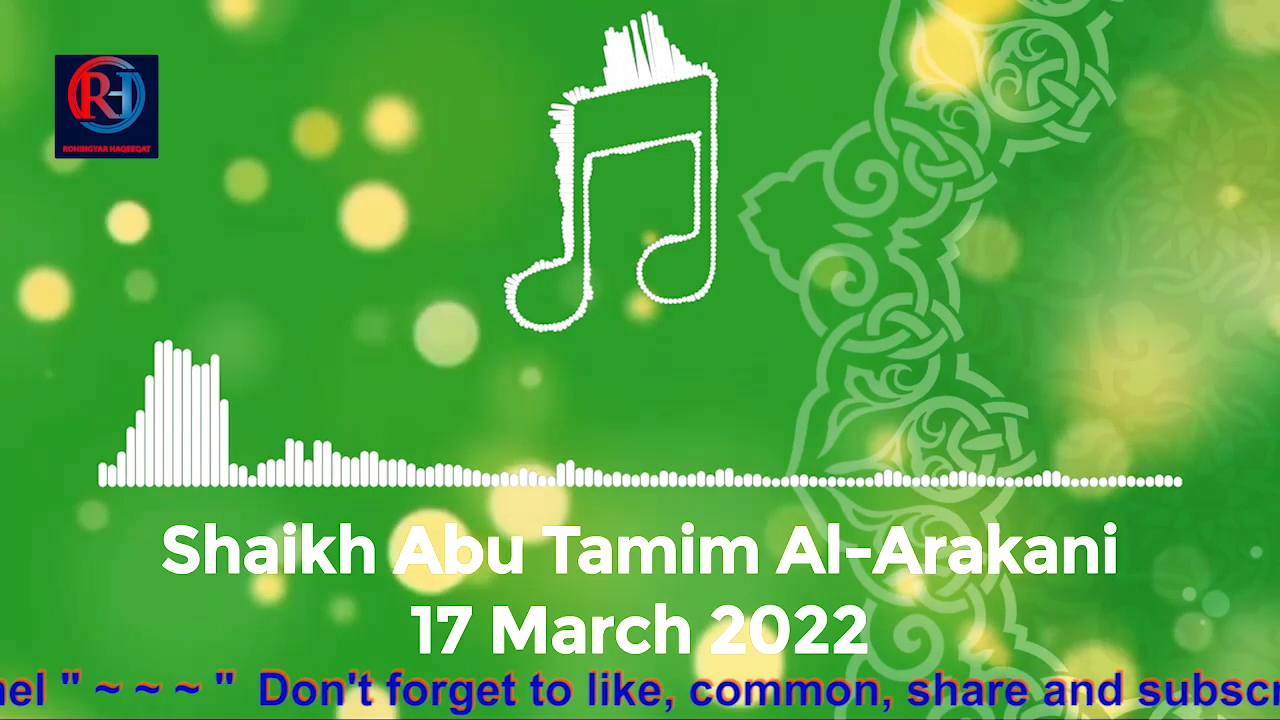 RH
ROHINGYAR HAQEEQAT
Shaikh Abu Tamim Al-Arakani
17 March 2022
nel " ~ ~ ~ " Don't forget to like, common, share and subscr